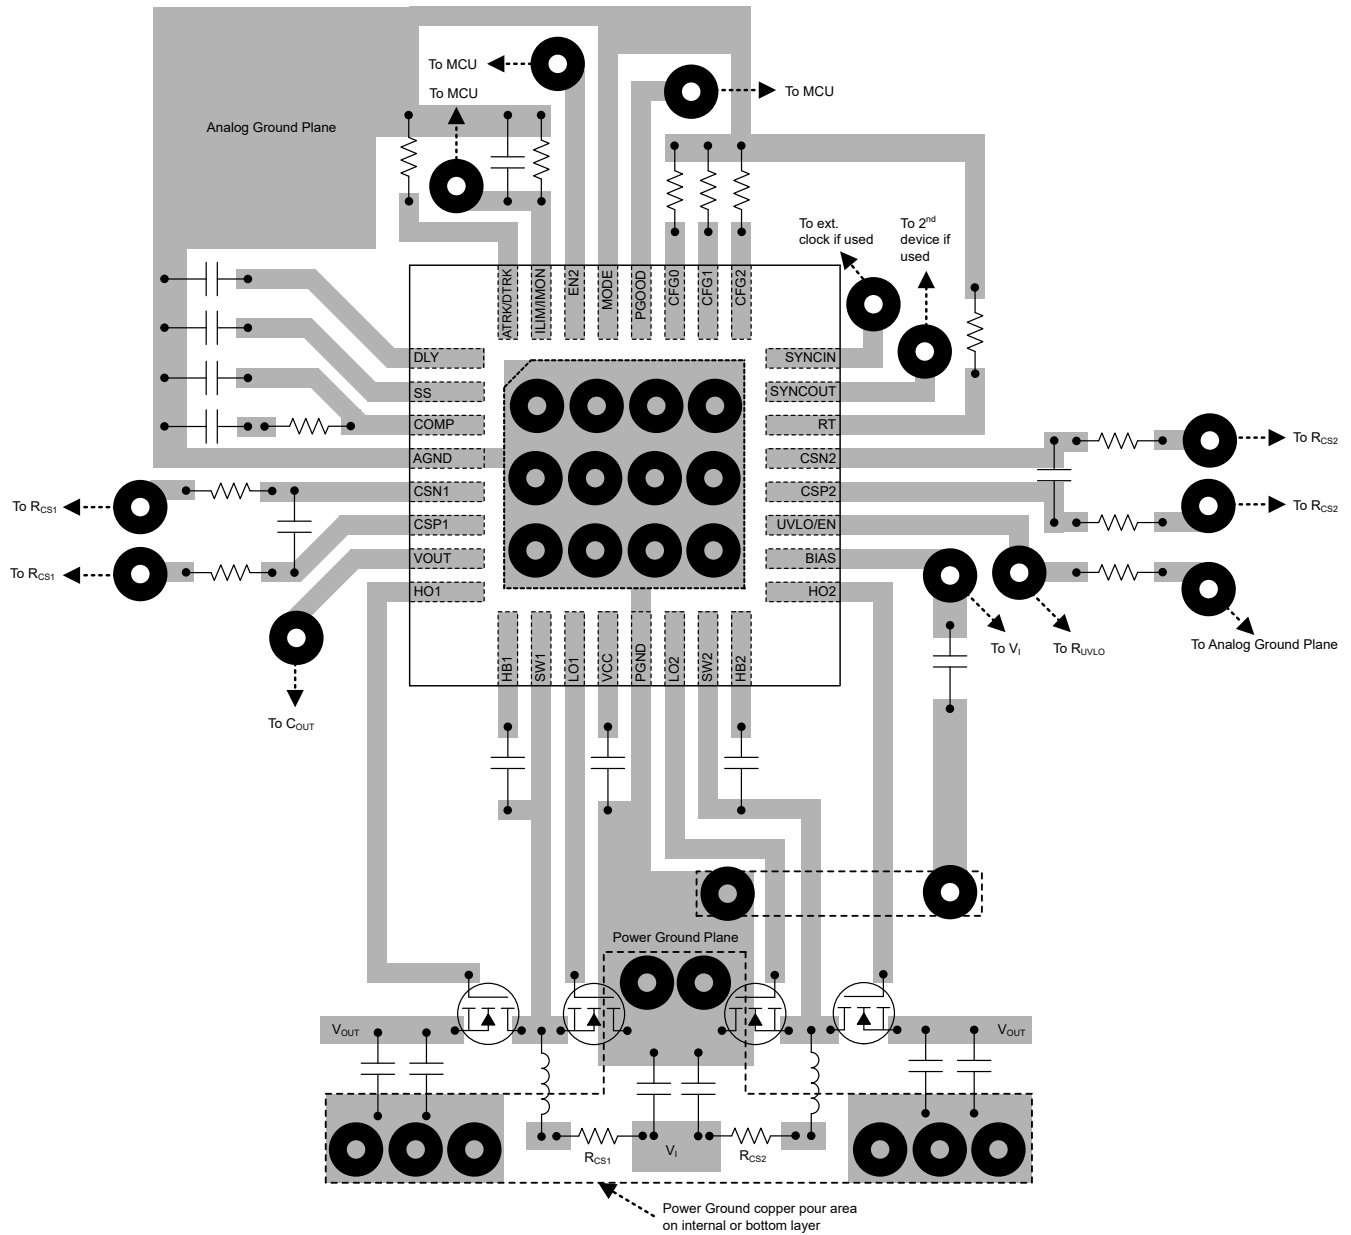 To MCU
To MCU
To MCU
Analog Ground Plane
To ext.
clock if used
To 2nd
device if
used
ATRK/DTRK
ILIM/IMON
EN2
MODE
PGOOD
CFG0
CFG1
CFG2
DLY
SS
COMP
AGND
CSN1
CSP1
VOUT
HO1
SYNCIN
SYNCOUT
RT
CSN2
CSP2
UVLO/EN
BIAS
HO2
To RCS2
To RCS2
To RCS1
To RCS1
To VI
To RUVLO
To Analog Ground Plane
To COUT
HB1
SW1
LO1
VCC
PGND
LO2
SW2
HB2
Power Ground Plane
VOUT
VOUT
RCS1
VI
RCS2
Power Ground copper pour area
on internal or bottom layer